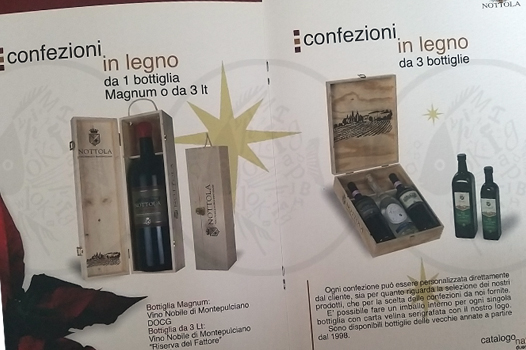 confezioni
in legno
da 1 bottiglia
Magnum o da 3 lt
NOTTOLA
NOTTOLA
NOTTOLA
Bottiglia Magnum:
Vino Nobile di Montepulciano
DOCG
Bottiglia da 3 Lt:
Vino Nobile di Montepulciano
"Riserva del Fattore"
NOTTOLA
confezioni
in legno
da 3 bottiglie
NOTTOLA
Ogni confezione può essere personalizzata direttamente
dal cliente, sia per quanto riguarda la selezione dei nostri
prodotti, che per la scelta delle confezioni da noi fornite.
E' possibile fare un imballo interno per ogni singola
bottiglia con carta velina serigrafata con il nostro logo.
Sono disponibili bottiglie delle vecchie annate a partire
dal 1998.
catalogo